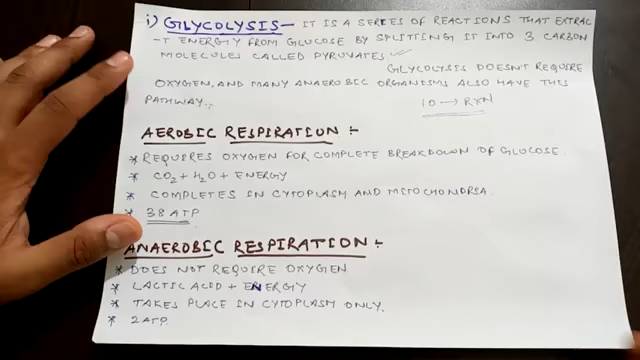 i) GLYCOLYSIS - IT IS A SERIES OF REACTIONS THAT EXTRAC
-T ENERGY FROM GLUCOSE BY SPLITTING IT INTO 3 CARBON
MOLECULES CALLED PYRUVATES
GLYCOLYSIS DOESN'T REQUIRE
OXYGEN, AND MANY ANAEROBIC ORGANISMS ALSO HAVE THIS
PATHWAY.
10 → RXN
AEROBIC RESPIRATION :-
* REQUIRES OXYGEN FOR COMPLETE BREAKDOWN OF GLUCOSE.
* CO2 + H2O + ENERGY
* COMPLETES IN CYTOPLASM AND MITOCHONDRIA.
* 38 ATP
ANAEROBIC RESPIRATION :-
* DOES NOT REQUIRE OXYGEN
* LACTIC ACID + ENERGY
* TAKES PLACE IN CYTOPLASM ONLY.
* 2 ATP